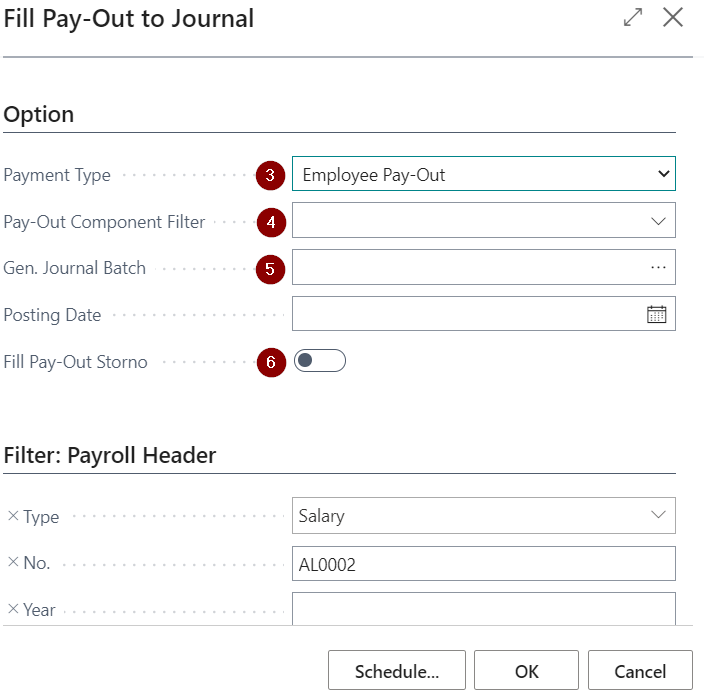 Fill Pay-Out to Journal
Option
Payment Type 3 Employee Pay-Out
Pay-Out Component Filter 4
Gen. Journal Batch 5 ...
Posting Date
Fill Pay-Out Storno 6
Filter: Payroll Header
× Type Salary
× No. AL0002
× Year
Schedule... OK Cancel